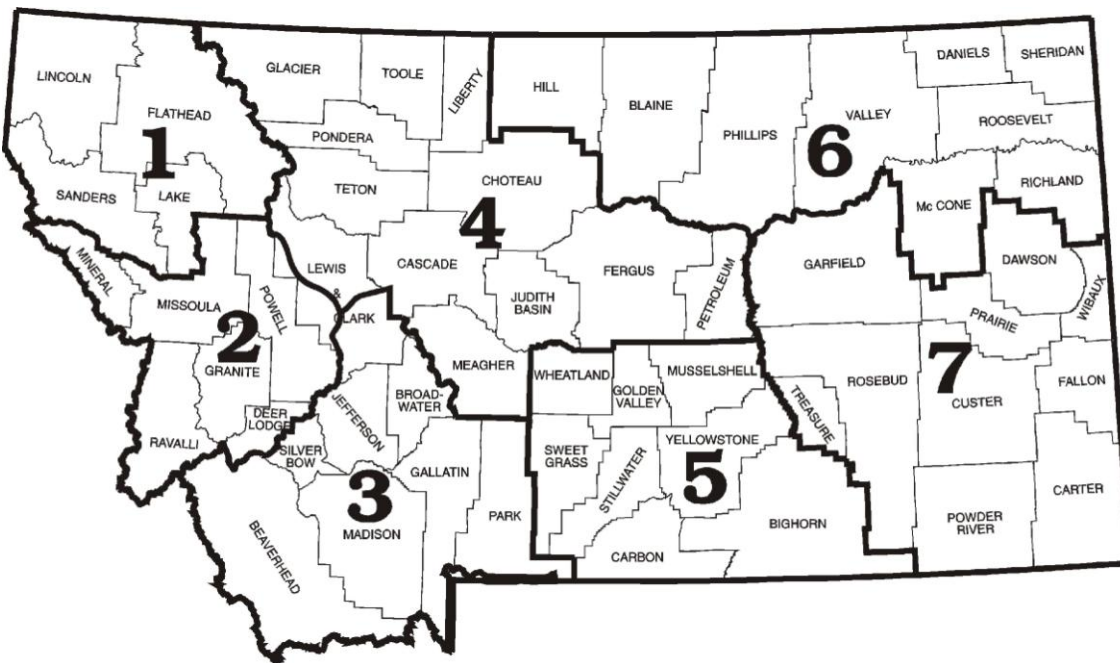 LINCOLN
FLATHEAD
1
SANDERS
LAKE
GLACIER
TOOLE
LIBERTY
PONDERA
TETON
CHOTEAU
4
LEWIS
&
CLARK
CASCADE
JUDITH
BASIN
FERGUS
PETROLEUM
MEAGHER
HILL
BLAINE
PHILLIPS
VALLEY
6
DANIELS
SHERIDAN
ROOSEVELT
RICHLAND
Mc CONE
MINERAL
MISSOULA
POWELL
2
GRANITE
DEER
LODGE
RAVALLI
SILVER
BOW
JEFFERSON
BROAD-
WATER
GALLATIN
3
MADISON
PARK
BEAVERHEAD
WHEATLAND
GOLDEN
VALLEY
MUSSELSHELL
SWEET
GRASS
STILLWATER
YELLOWSTONE
5
CARBON
BIGHORN
GARFIELD
DAWSON
WIBAUX
PRAIRIE
7
TREASURE
ROSEBUD
CUSTER
FALLON
CARTER
POWDER
RIVER